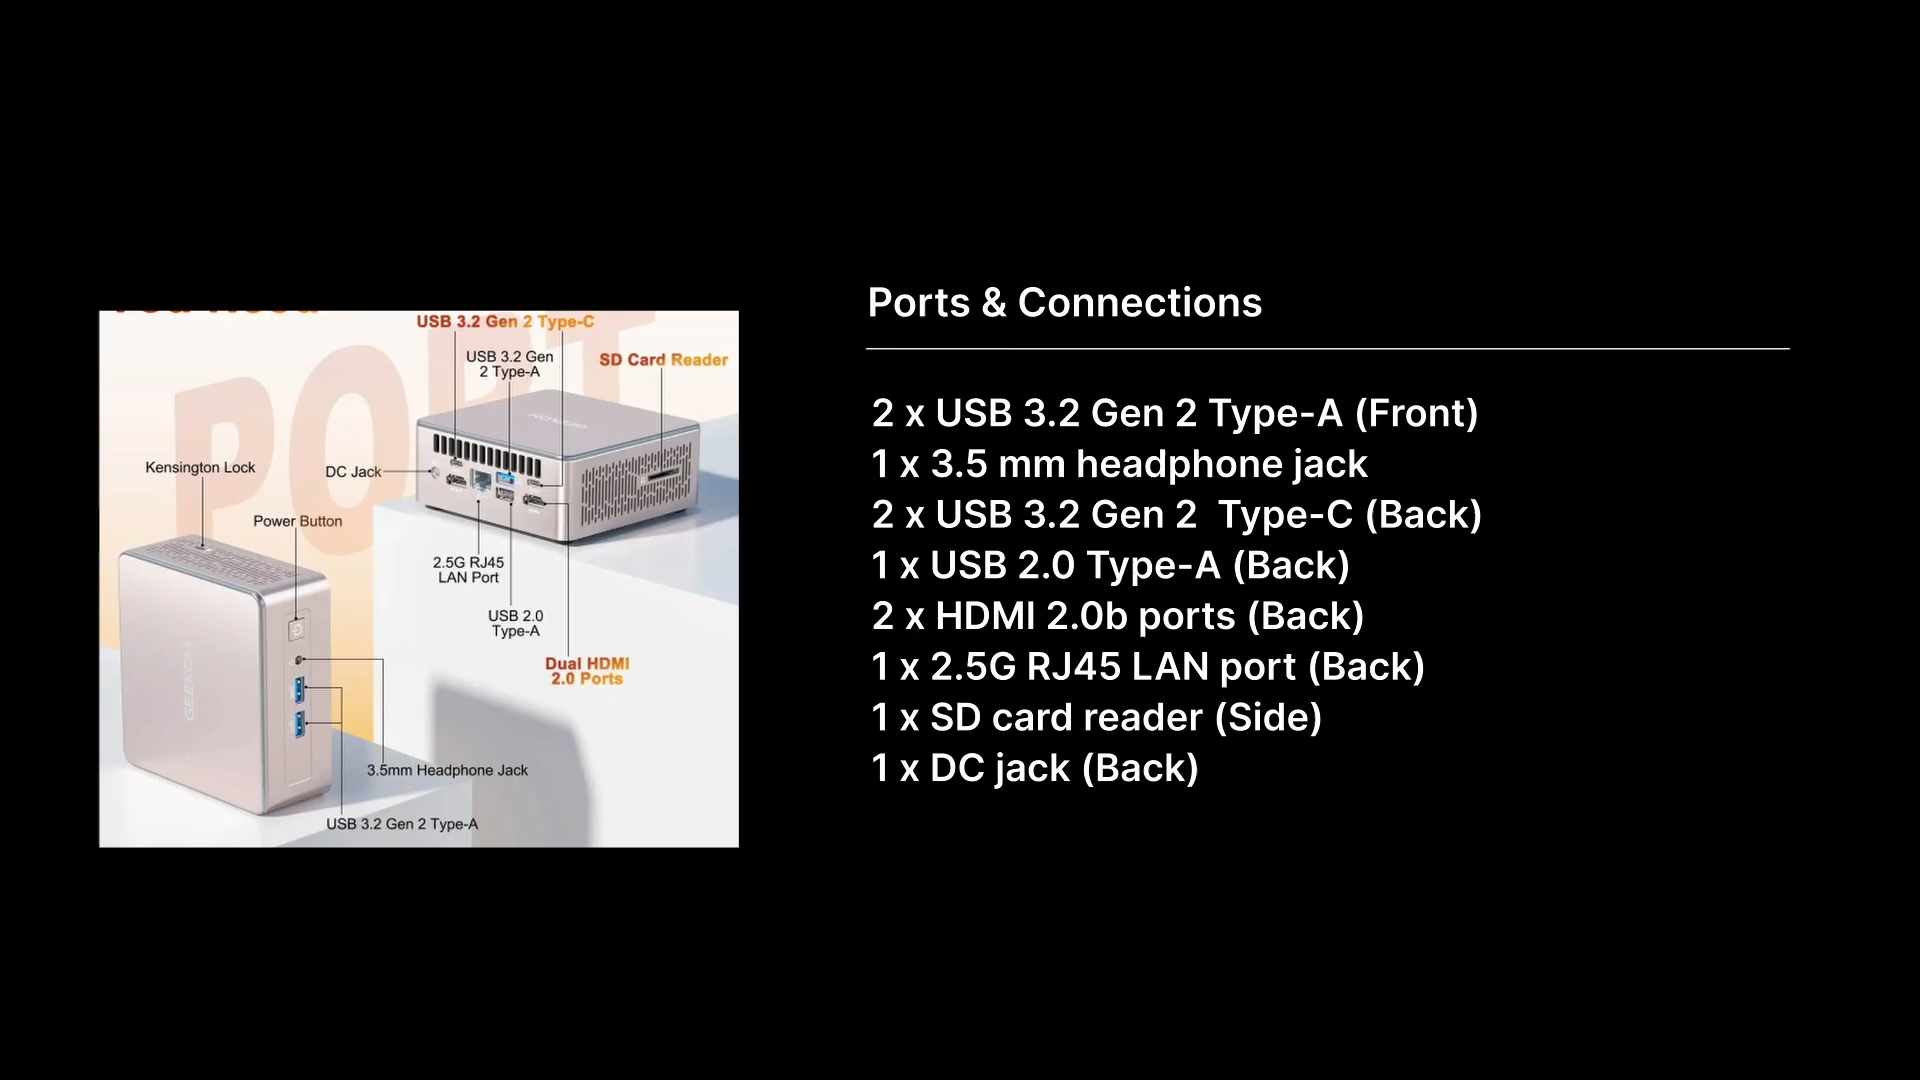 USB 3.2 Gen 2 Type-C
USB 3.2 Gen
2 Type-A
SD Card Reader
Kensington Lock
DC Jack
Power Button
2.5G RJ45
LAN Port
USB 2.0
Type-A
Dual HDMI
2.0 Ports
GEEKOM
3.5mm Headphone Jack
USB 3.2 Gen 2 Type-A
PORT
Ports & Connections
2 x USB 3.2 Gen 2 Type-A (Front)
1 x 3.5 mm headphone jack
2 x USB 3.2 Gen 2  Type-C (Back)
1 x USB 2.0 Type-A (Back)
2 x HDMI 2.0b ports (Back)
1 x 2.5G RJ45 LAN port (Back)
1 x SD card reader (Side)
1 x DC jack (Back)